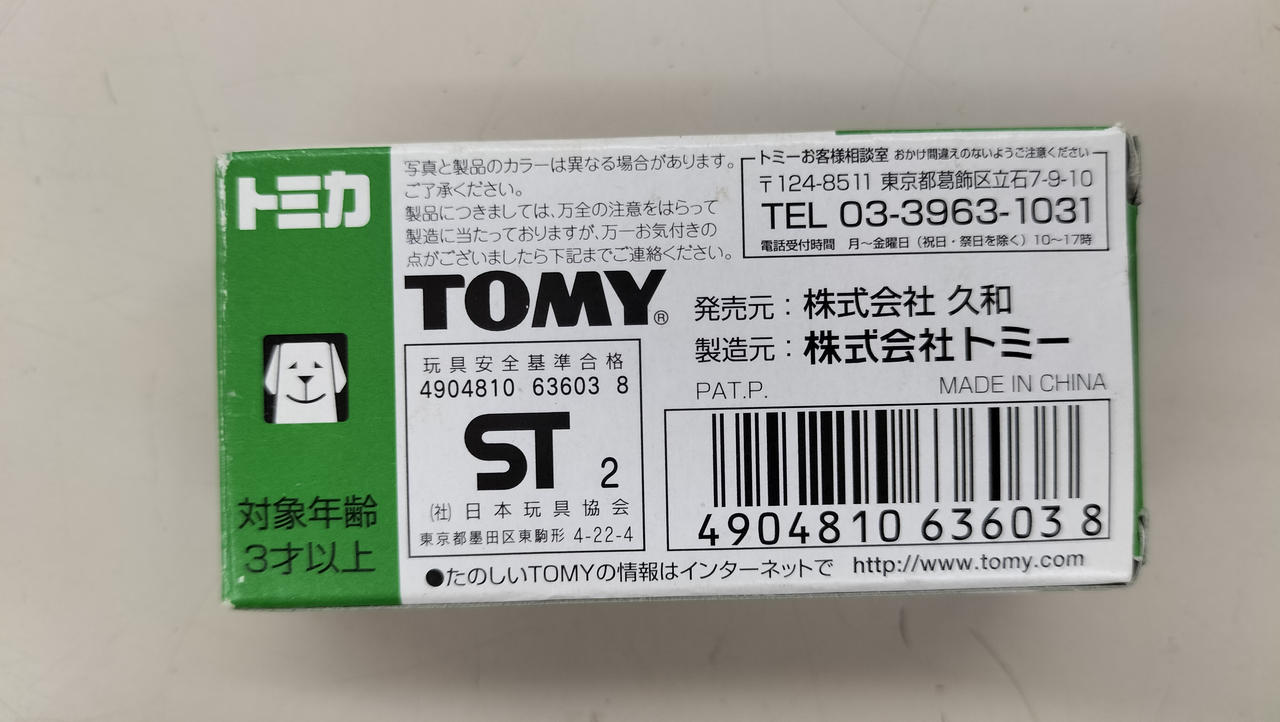 トミカ
対象年齢
3才以上
写真と製品のカラーは異なる場合があります。
ご了承ください。
製品につきましては、万全の注意をはらって
製造に当たっておりますが、万一お気付きの
点がございましたら下記までご連絡ください。
トミーお客様相談室 おかけ間違えのないようご注意ください
〒124-8511 東京都葛飾区立石7-9-10
TEL 03-3963-1031
電話受付時間 月～金曜日（祝日・祭日を除く）10～17時
TOMY®
発売元：株式会社 久和
製造元：株式会社トミー
PAT.P. MADE IN CHINA
玩具安全基準合格
4904810 63603 8
ST 2
(社) 日本玩具協会
東京都墨田区東駒形 4-22-4
4904810 63603 8
●たのしいTOMYの情報はインターネットで http://www.tomy.com